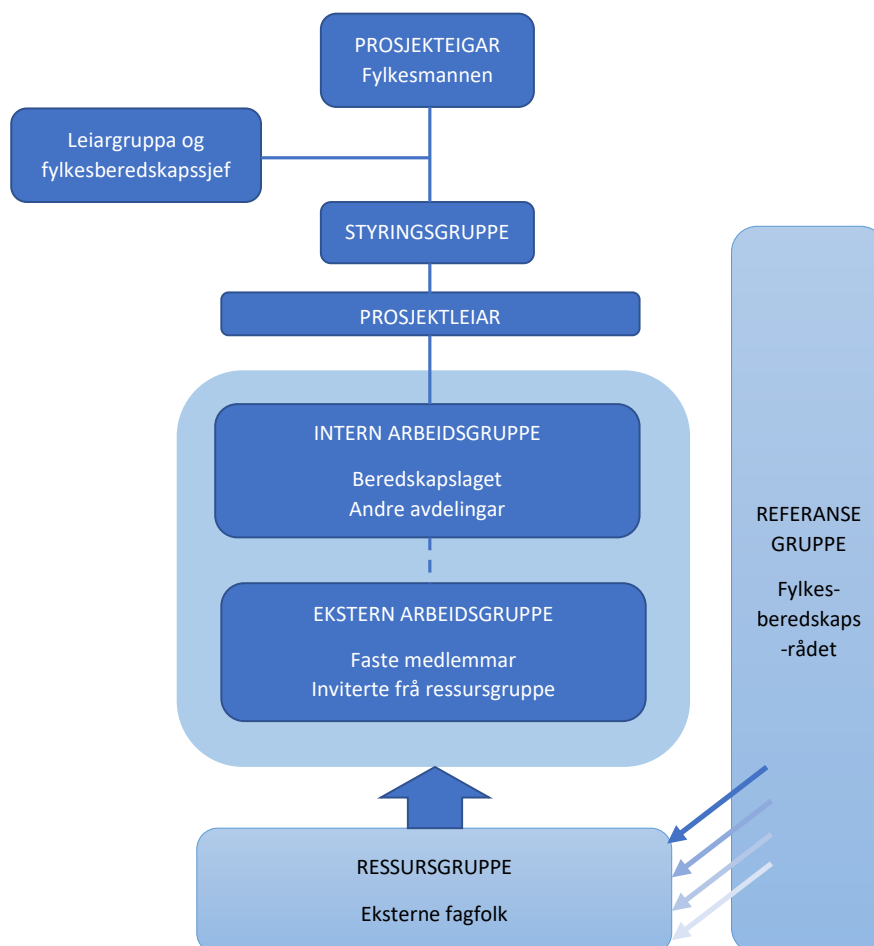 PROSJEKTEIGAR
Fylkesmannen
Leiargruppa og
fylkesberedskapssjef
STYRINGSGRUPPE
PROSJEKTLEIAR
INTERN ARBEIDSGRUPPE
Beredskapslaget
Andre avdelingar
EKSTERN ARBEIDSGRUPPE
Faste medlemmar
Inviterte frå ressursgruppe
REFERANSE
GRUPPE
Fylkes-
beredskaps
-rådet
RESSURSGRUPPE
Eksterne fagfolk